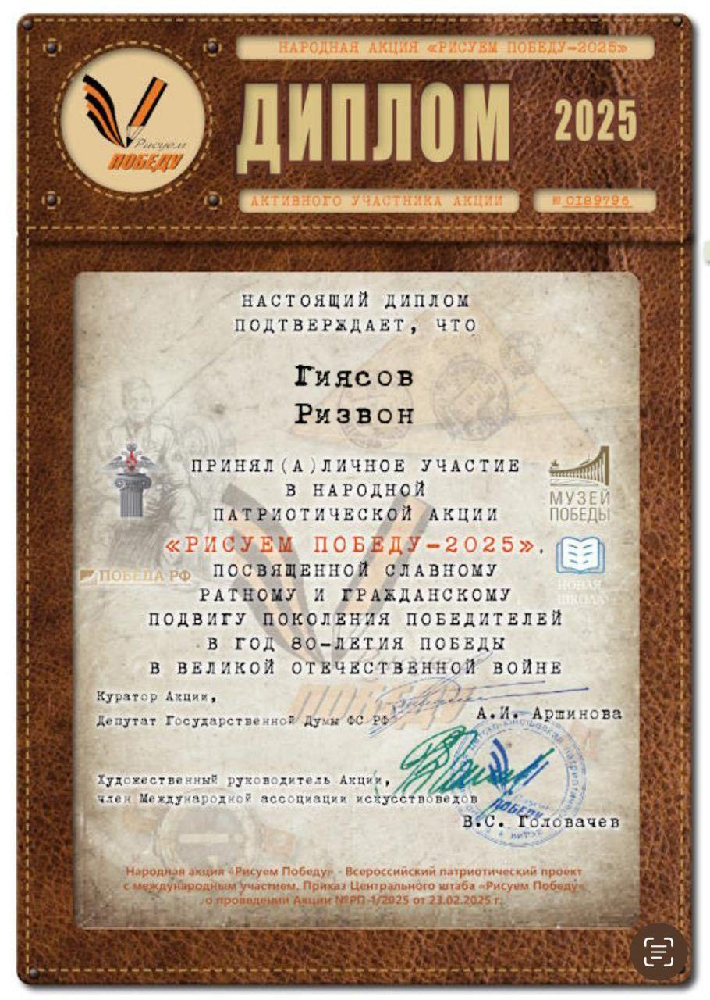 НАРОДНАЯ АКЦИЯ «РИСУЕМ ПОБЕДУ-2025»
ДИПЛОМ 2025
Рисуем
ПОБЕДУ
АКТИВНОГО УЧАСТНИКА АКЦИИ № 0189796
НАСТОЯЩИЙ ДИПЛОМ
ПОДТВЕРЖДАЕТ, ЧТО
Гиясов
Ризвон
ПРИНЯЛ(А)ЛИЧНОЕ УЧАСТИЕ
В НАРОДНОЙ
ПАТРИОТИЧЕСКОЙ АКЦИИ
«РИСУЕМ ПОБЕДУ-2025»,
ПОСВЯЩЕННОЙ СЛАВНОМУ
РАТНОМУ И ГРАЖДАНСКОМУ
ПОДВИГУ ПОКОЛЕНИЯ ПОБЕДИТЕЛЕЙ
В ГОД 80-ЛЕТИЯ ПОБЕДЫ
В ВЕЛИКОЙ ОТЕЧЕСТВЕННОЙ ВОЙНЕ
МУЗЕЙ
ПОБЕДЫ
НОВАЯ
ШКОЛА
ПОБЕДА РФ
ПОБЕДУ
Куратор Акции,
Депутат Государственной Думы ФС РФ
А.И. Аршинова
Художественный руководитель Акции,
член Международной ассоциации искусствоведов
В.С. Головачев
ПОБЕДУ
Народная акция «Рисуем Победу» - Всероссийский патриотический проект
с международным участием. Приказ Центрального штаба «Рисуем Победу»
о проведении Акции №РП-1/2025 от 23.02.2025 г.